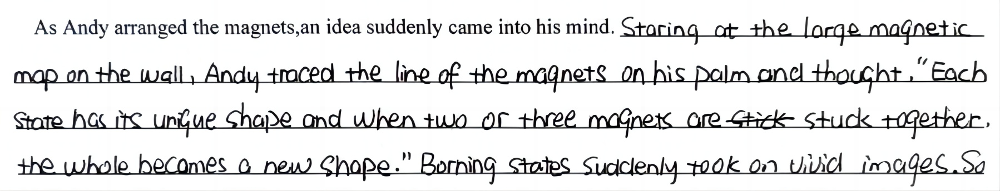 As Andy arranged the magnets,an idea suddenly came into his mind. Staring at the large magnetic
map on the wall, Andy traced the line of the magnets on his palm and thought, "Each
State has its unique shape and when two or three magnets are stick stuck together,
the whole becomes a new shape." Borning states suddenly took on vivid images. So